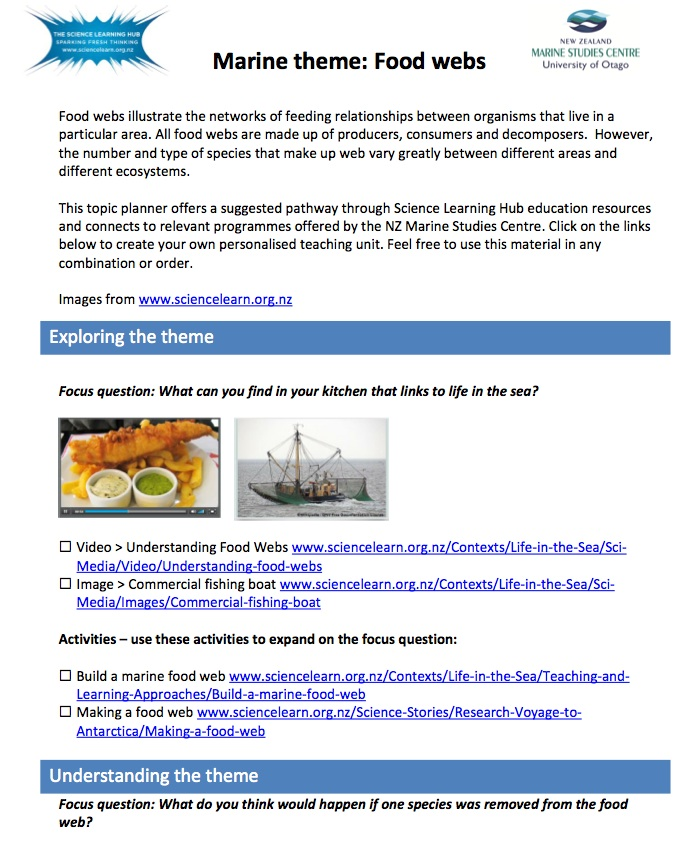 THE SCIENCE LEARNING HUB
SPARKING FRESH THINKING
www.sciencelearn.org.nz
NEW ZEALAND
MARINE STUDIES CENTRE
University of Otago
Marine theme: Food webs
Food webs illustrate the networks of feeding relationships between organisms that live in a
particular area. All food webs are made up of producers, consumers and decomposers.  However,
the number and type of species that make up web vary greatly between different areas and
different ecosystems.
This topic planner offers a suggested pathway through Science Learning Hub education resources
and connects to relevant programmes offered by the NZ Marine Studies Centre. Click on the links
below to create your own personalised teaching unit. Feel free to use this material in any
combination or order.
Images from www.sciencelearn.org.nz
Exploring the theme
Focus question: What can you find in your kitchen that links to life in the sea?
☐ Video > Understanding Food Webs www.sciencelearn.org.nz/Contexts/Life-in-the-Sea/Sci-
Media/Video/Understanding-food-webs
☐ Image > Commercial fishing boat www.sciencelearn.org.nz/Contexts/Life-in-the-Sea/Sci-
Media/Images/Commercial-fishing-boat
Activities – use these activities to expand on the focus question:
☐ Build a marine food web www.sciencelearn.org.nz/Contexts/Life-in-the-Sea/Teaching-and-
Learning-Approaches/Build-a-marine-food-web
☐ Making a food web www.sciencelearn.org.nz/Science-Stories/Research-Voyage-to-
Antarctica/Making-a-food-web
Understanding the theme
Focus question: What do you think would happen if one species was removed from the food
web?